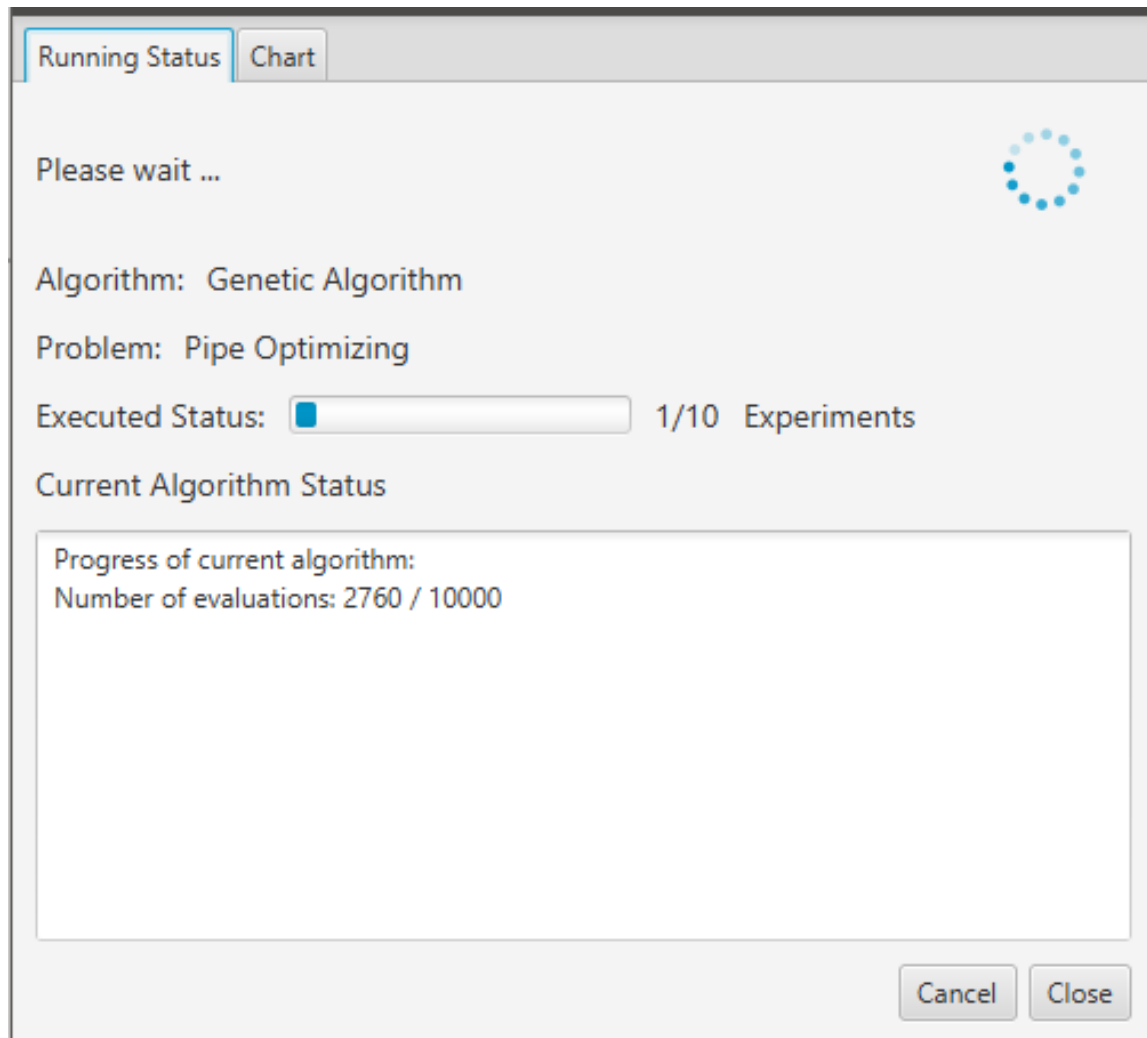 Running Status Chart
Please wait ...
Algorithm: Genetic Algorithm
Problem: Pipe Optimizing
Executed Status: 1/10 Experiments
Current Algorithm Status
Progress of current algorithm:
Number of evaluations: 2760 / 10000
Cancel Close